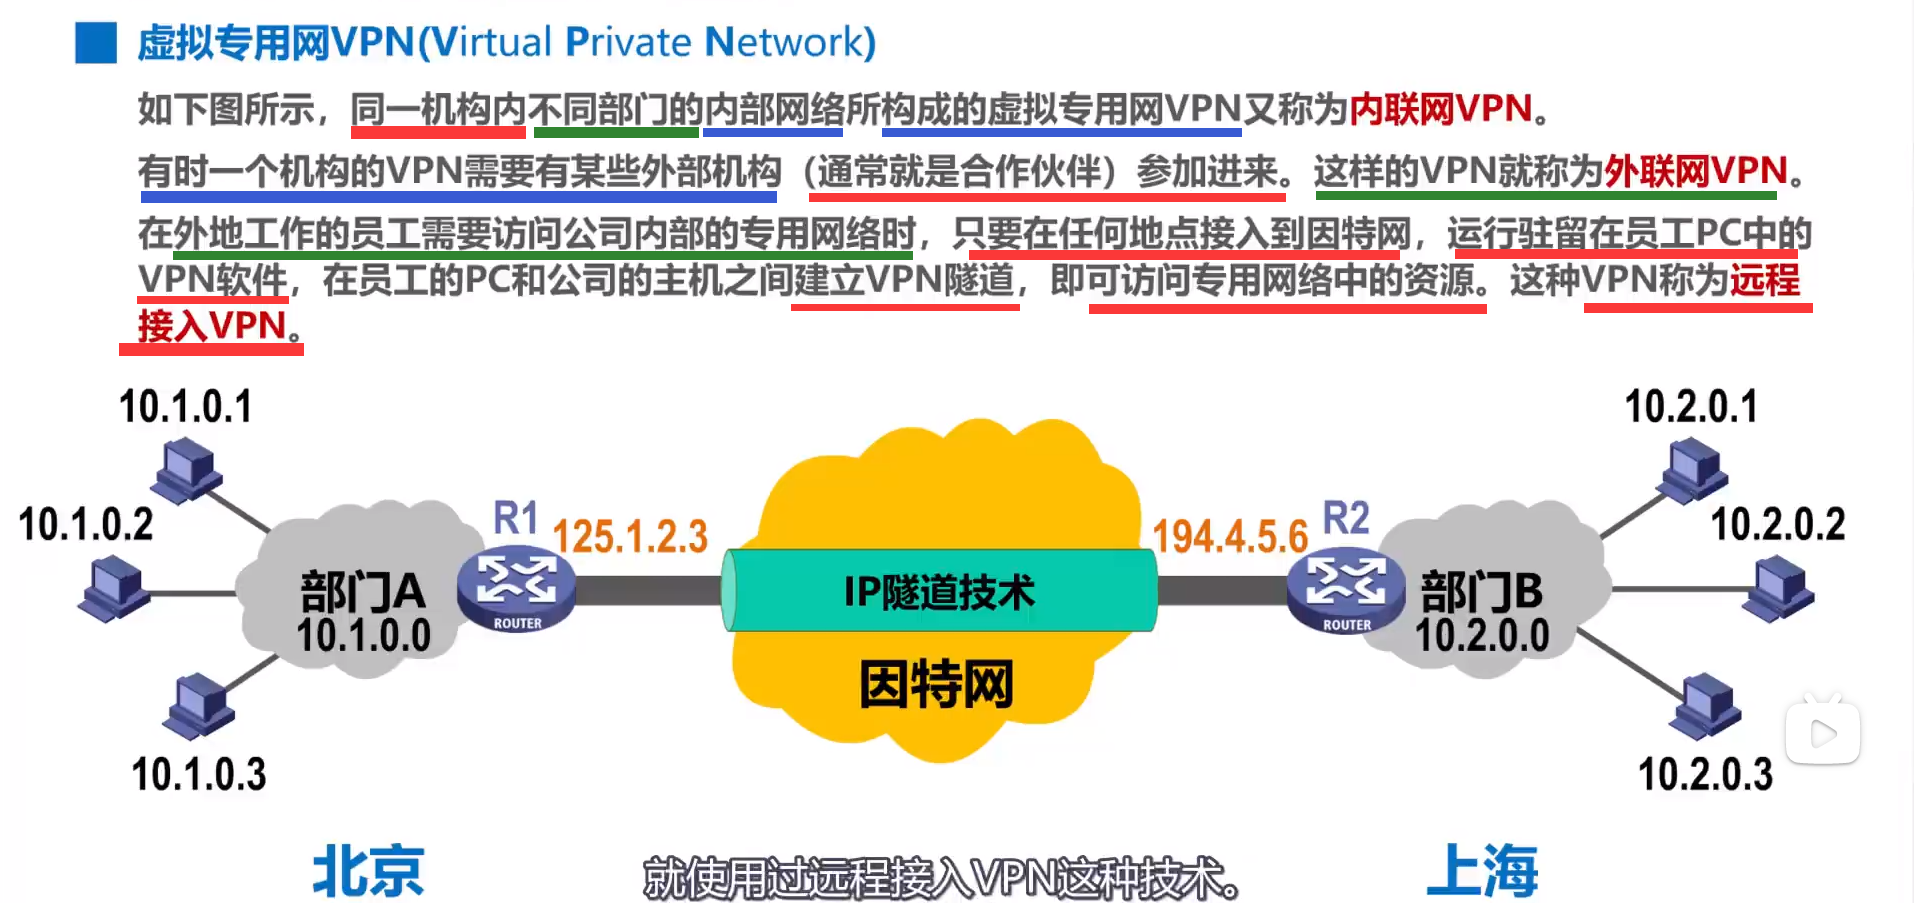 虚拟专用网VPN(Virtual Private Network)
如下图所示，同一机构内不同部门的内部网络所构成的虚拟专用网VPN又称为内联网VPN。
有时一个机构的VPN需要有某些外部机构（通常就是合作伙伴）参加进来。这样的VPN就称为外联网VPN。
在外地工作的员工需要访问公司内部的专用网络时，只要在任何地点接入到因特网，运行驻留在员工PC中的
VPN软件，在员工的PC和公司的主机之间建立VPN隧道，即可访问专用网络中的资源。这种VPN称为远程
接入VPN。
10.1.0.1
10.2.0.1
10.1.0.2
R1
125.1.2.3
194.4.5.6
R2
10.2.0.2
部门A
10.1.0.0
ROUTER
IP隧道技术
ROUTER
部门B
10.2.0.0
因特网
10.1.0.3
10.2.0.3
北京
就使用过远程接入VPN这种技术。
上海